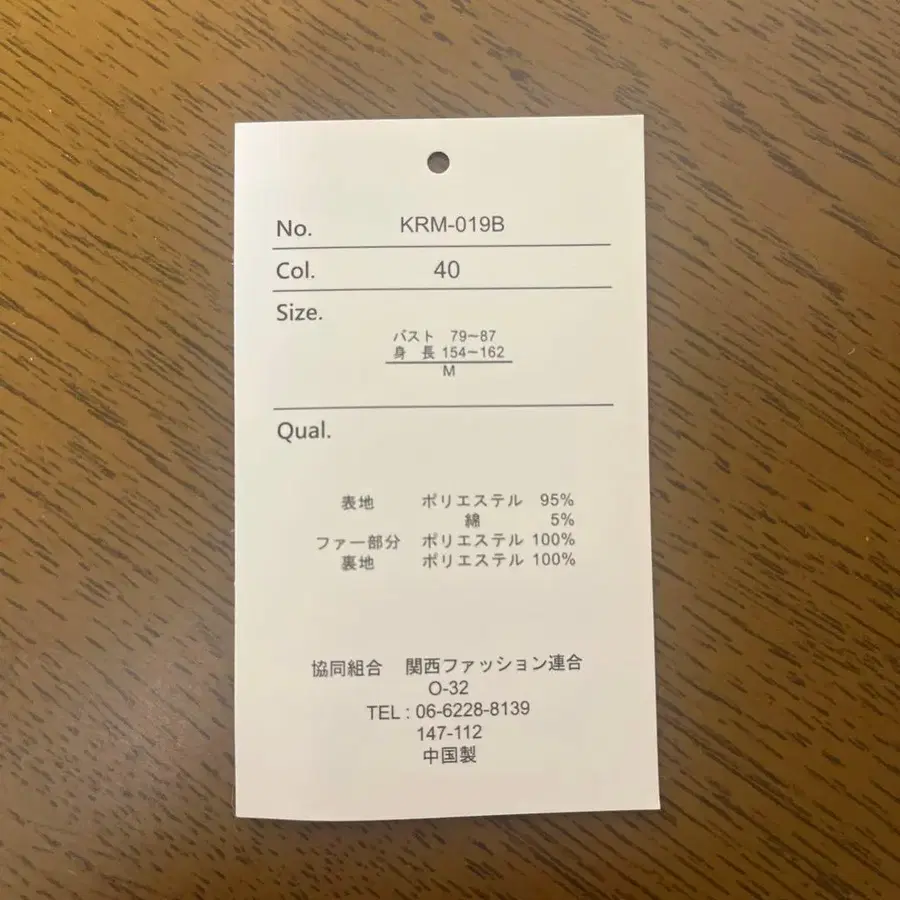 No. KRM-019B
Col. 40
Size.
バスト 79~87
身 長 154~162
M
Qual.
表地 ポリエステル 95%
綿 5%
ファー部分 ポリエステル 100%
裏地 ポリエステル 100%
協同組合 関西ファッション連合
O-32
TEL : 06-6228-8139
147-112
中国製